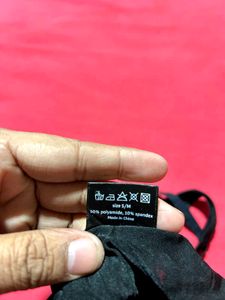 size S/M
90% polyamide, 10% spandex
Made in China